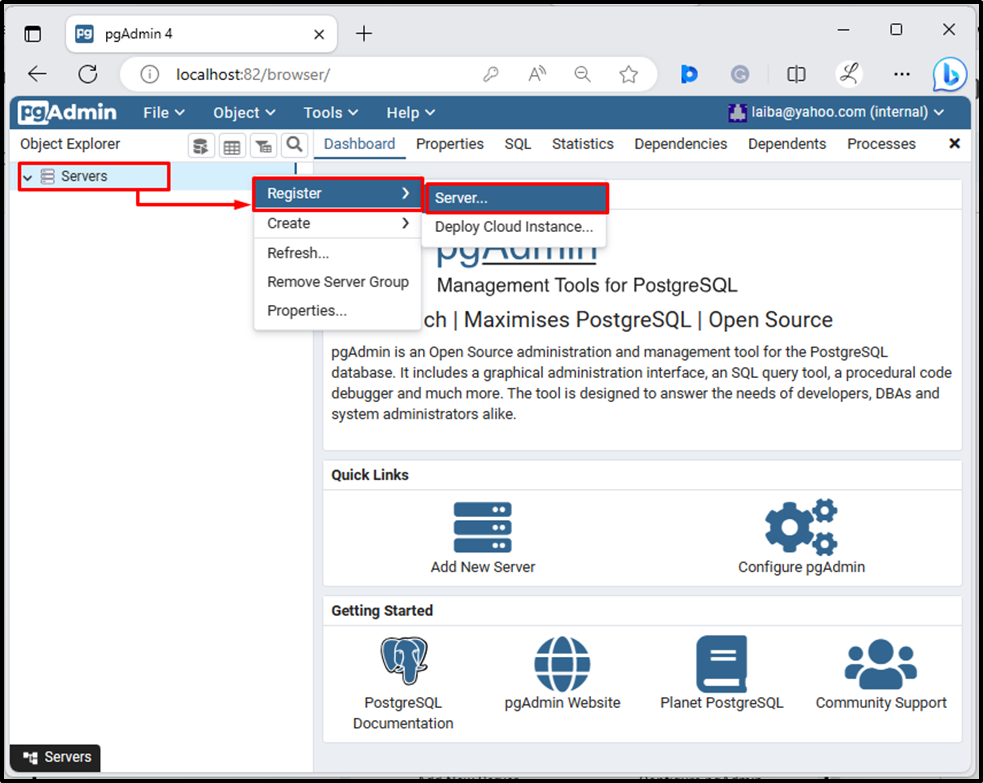 pgAdmin 4
localhost:82/browser/
pgAdmin
File
Object
Tools
Help
laiba@yahoo.com (internal)
Object Explorer
Dashboard
Properties
SQL
Statistics
Dependencies
Dependents
Processes
Servers
Register
Server...
Create
Deploy Cloud Instance...
Refresh...
pgAdmin
Remove Server Group
Management Tools for PostgreSQL
Properties...
ch | Maximises PostgreSQL | Open Source
pgAdmin is an Open Source administration and management tool for the PostgreSQL
database. It includes a graphical administration interface, an SQL query tool, a procedural code
debugger and much more. The tool is designed to answer the needs of developers, DBAs and
system administrators alike.
Quick Links
Add New Server
Configure pgAdmin
Getting Started
PostgreSQL
Documentation
pgAdmin Website
Planet PostgreSQL
Community Support
Servers